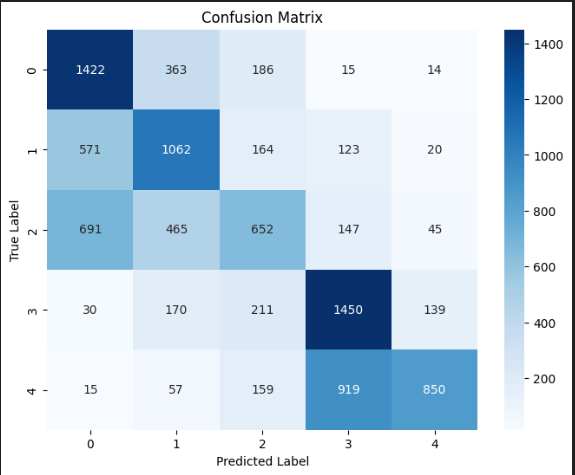 Confusion Matrix
0 1422 363 186 15 14
1 571 1062 164 123 20
2 691 465 652 147 45
3 30 170 211 1450 139
4 15 57 159 919 850
0 1 2 3 4
True Label
Predicted Label
1400
1200
1000
800
600
400
200